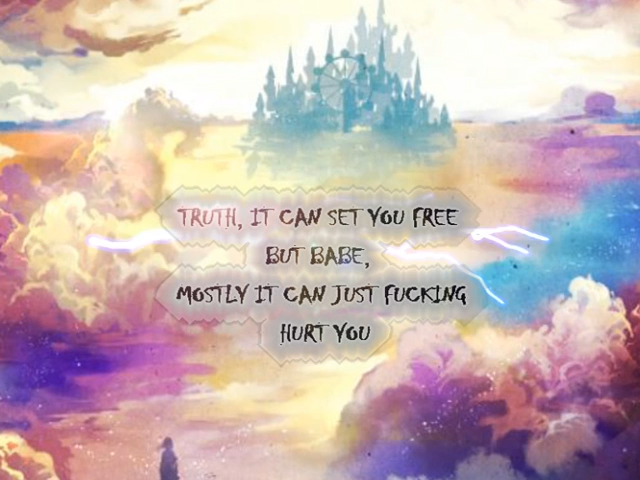 TRUTH, IT CAN SET YOU FREE
BUT BABE,
MOSTLY IT CAN JUST FUCKING
HURT YOU